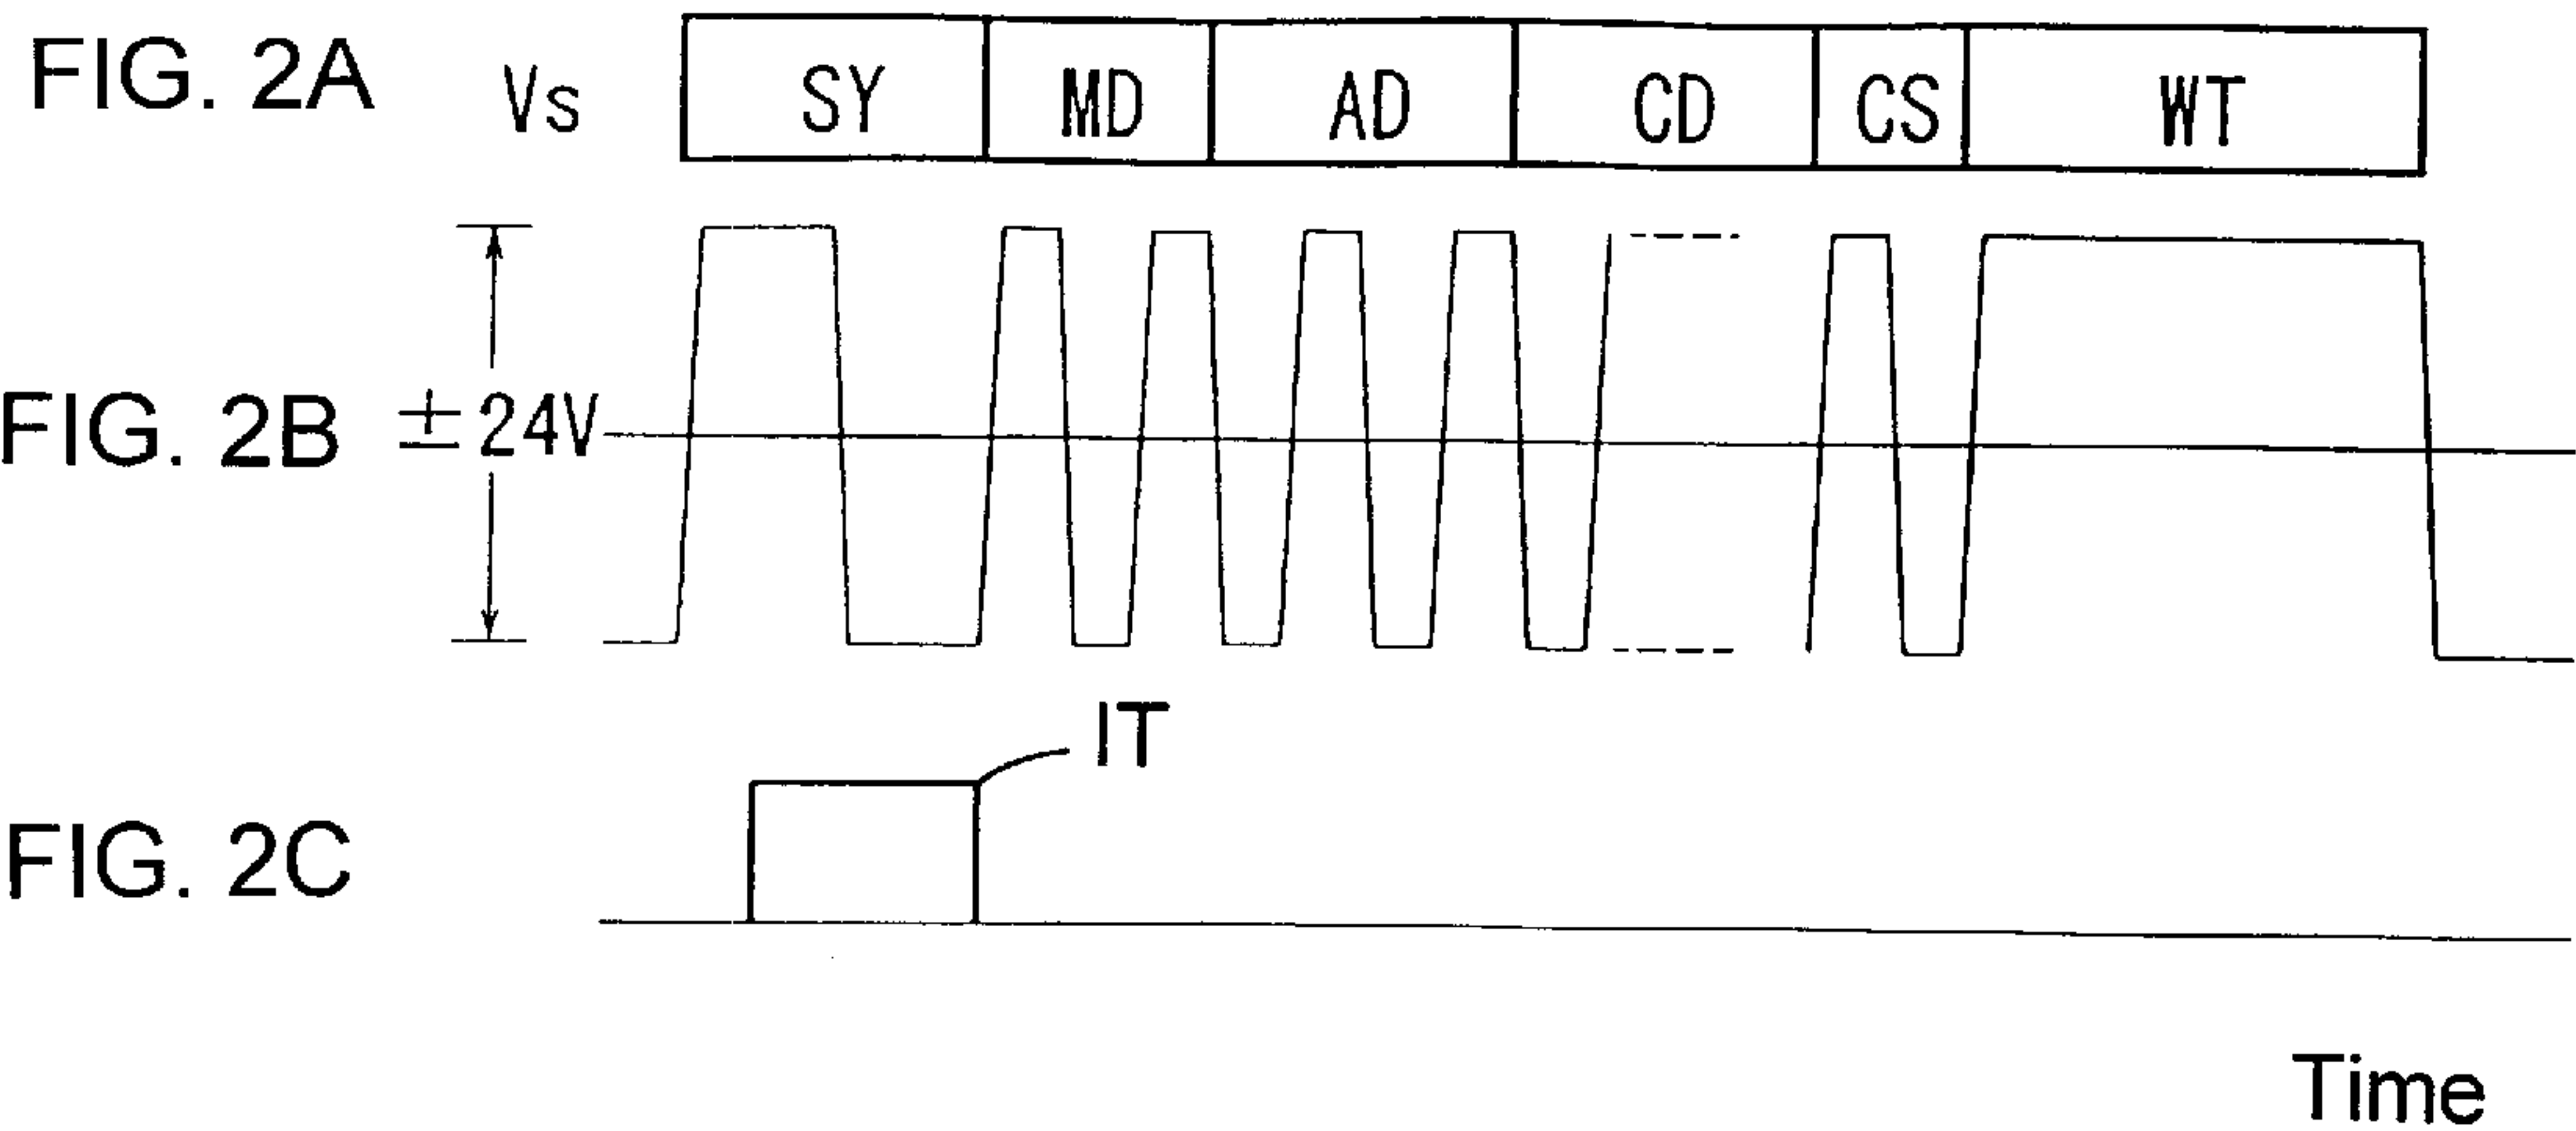 FIG. 2A Vs SY MD AD CD CS WT
FIG. 2B ±24V
IT
FIG. 2C
Time